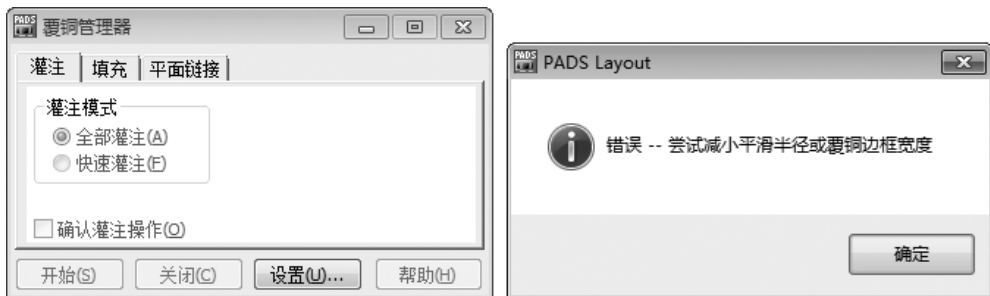 PADS
覆铜管理器
灌注 填充 平面链接
灌注模式
全部灌注(A)
快速灌注(F)
确认灌注操作(O)
开始(S) 关闭(C) 设置(U)... 帮助(H)
PADS
PADS Layout
错误 -- 尝试减小平滑半径或覆铜边框宽度
确定